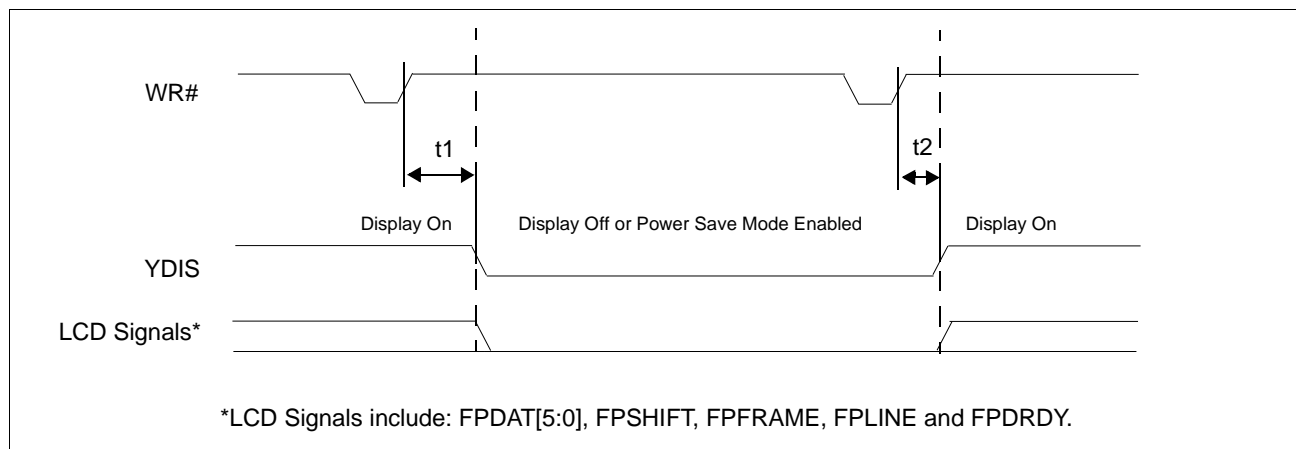 WR#
t1
t2
Display On
Display Off or Power Save Mode Enabled
Display On
YDIS
LCD Signals*
*LCD Signals include: FPDAT[5:0], FPSHIFT, FPFRAME, FPLINE and FPDRDY.